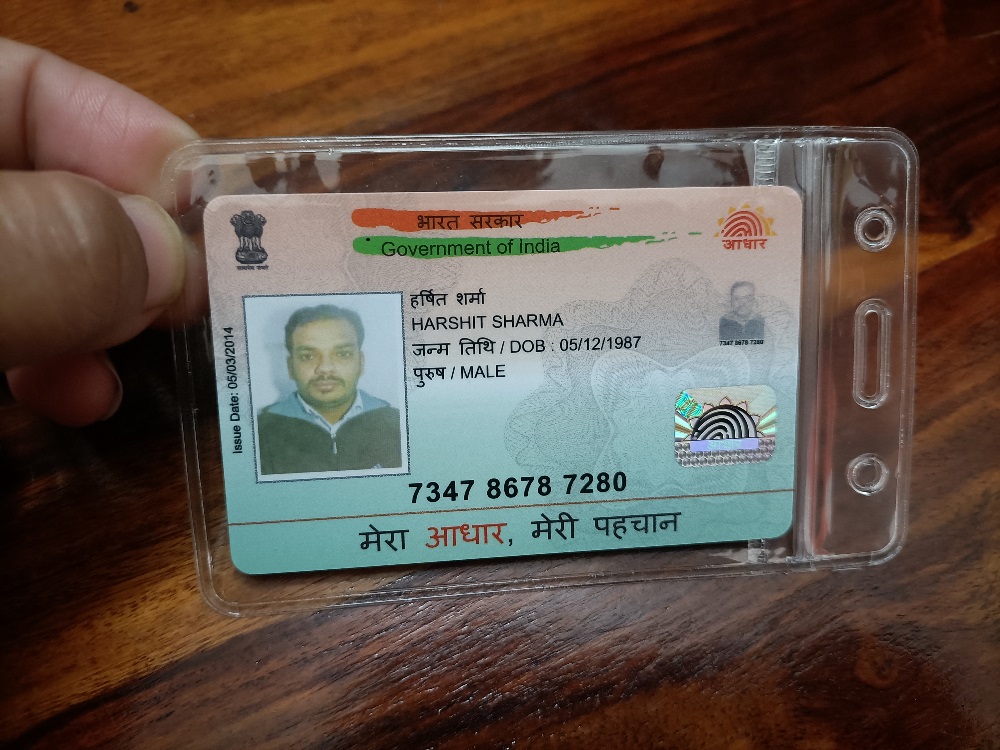 भारत सरकार
Government of India
आधार
सत्यमेव जयते
हर्षित शर्मा
HARSHIT SHARMA
जन्म तिथि / DOB : 05/12/1987
पुरुष / MALE
Issue Date: 05/03/2014
7347 8678 7280
7347 8678 7280
मेरा आधार, मेरी पहचान